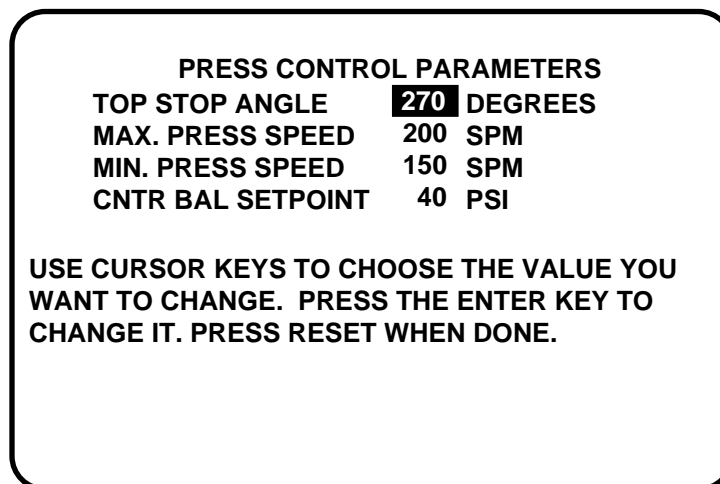 PRESS CONTROL PARAMETERS
TOP STOP ANGLE 270 DEGREES
MAX. PRESS SPEED 200 SPM
MIN. PRESS SPEED 150 SPM
CNTR BAL SETPOINT 40 PSI
USE CURSOR KEYS TO CHOOSE THE VALUE YOU
WANT TO CHANGE. PRESS THE ENTER KEY TO
CHANGE IT. PRESS RESET WHEN DONE.